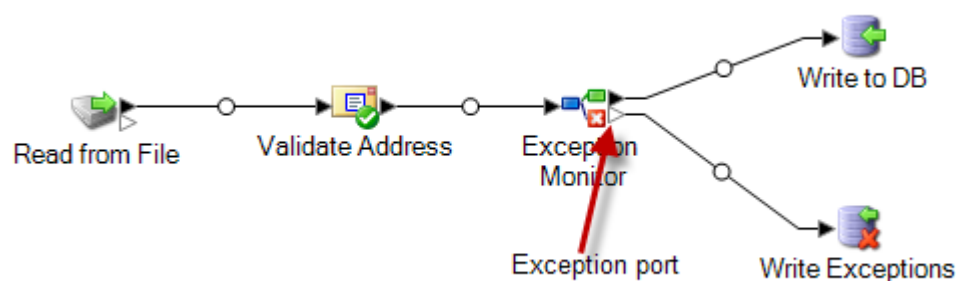 Write to DB
Read from File
Validate Address
Exception
Monitor
Exception port
Write Exceptions